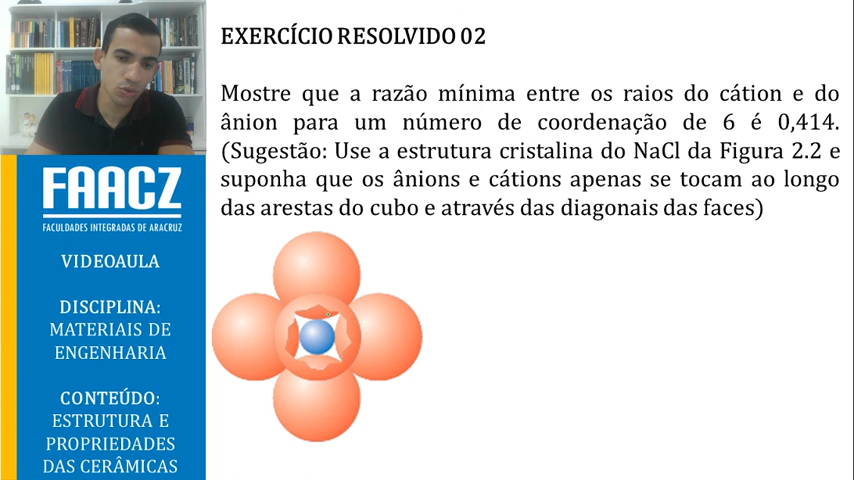 EXERCÍCIO RESOLVIDO 02
Mostre que a razão mínima entre os raios do cátion e do
ânion para um número de coordenação de 6 é 0,414.
(Sugestão: Use a estrutura cristalina do NaCl da Figura 2.2 e
suponha que os ânions e cátions apenas se tocam ao longo
das arestas do cubo e através das diagonais das faces)
FAACZ
FACULDADES INTEGRADAS DE ARACRUZ
VIDEOAULA
DISCIPLINA:
MATERIAIS DE
ENGENHARIA
CONTEÚDO:
ESTRUTURA E
PROPRIEDADES
DAS CERÂMICAS